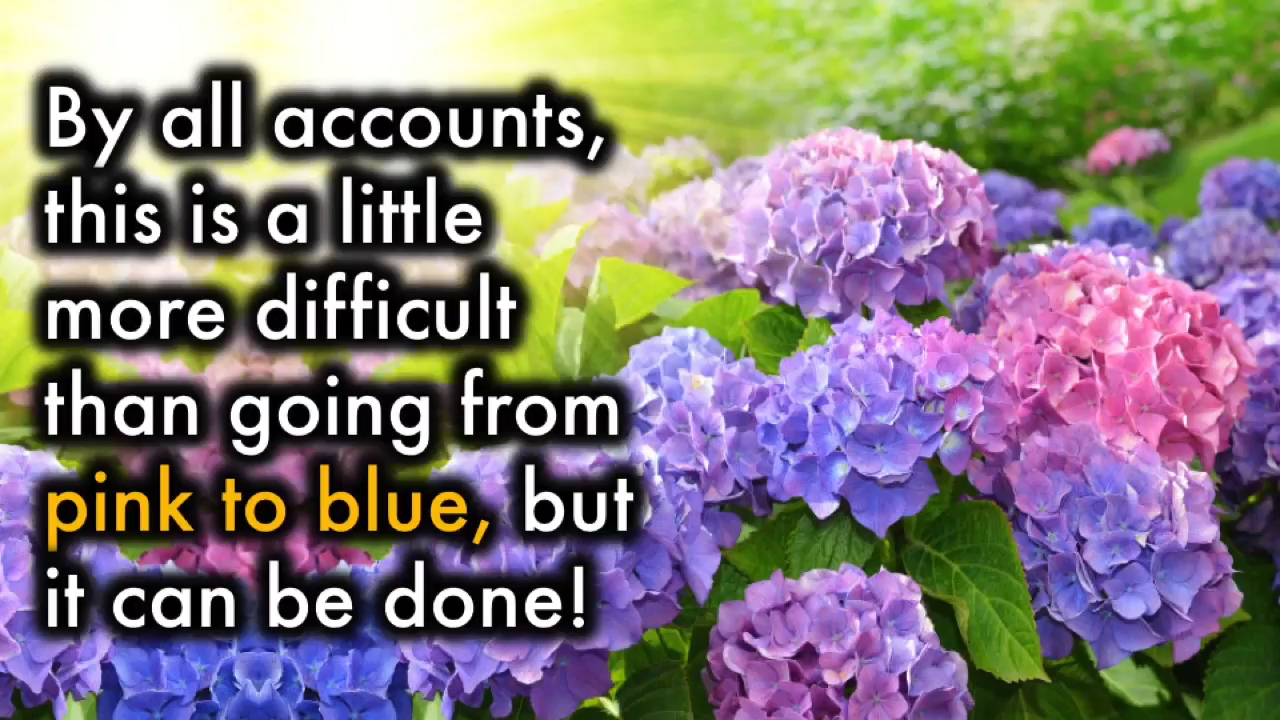 By all accounts,
this is a little
more difficult
than going from
pink to blue, but
it can be done!